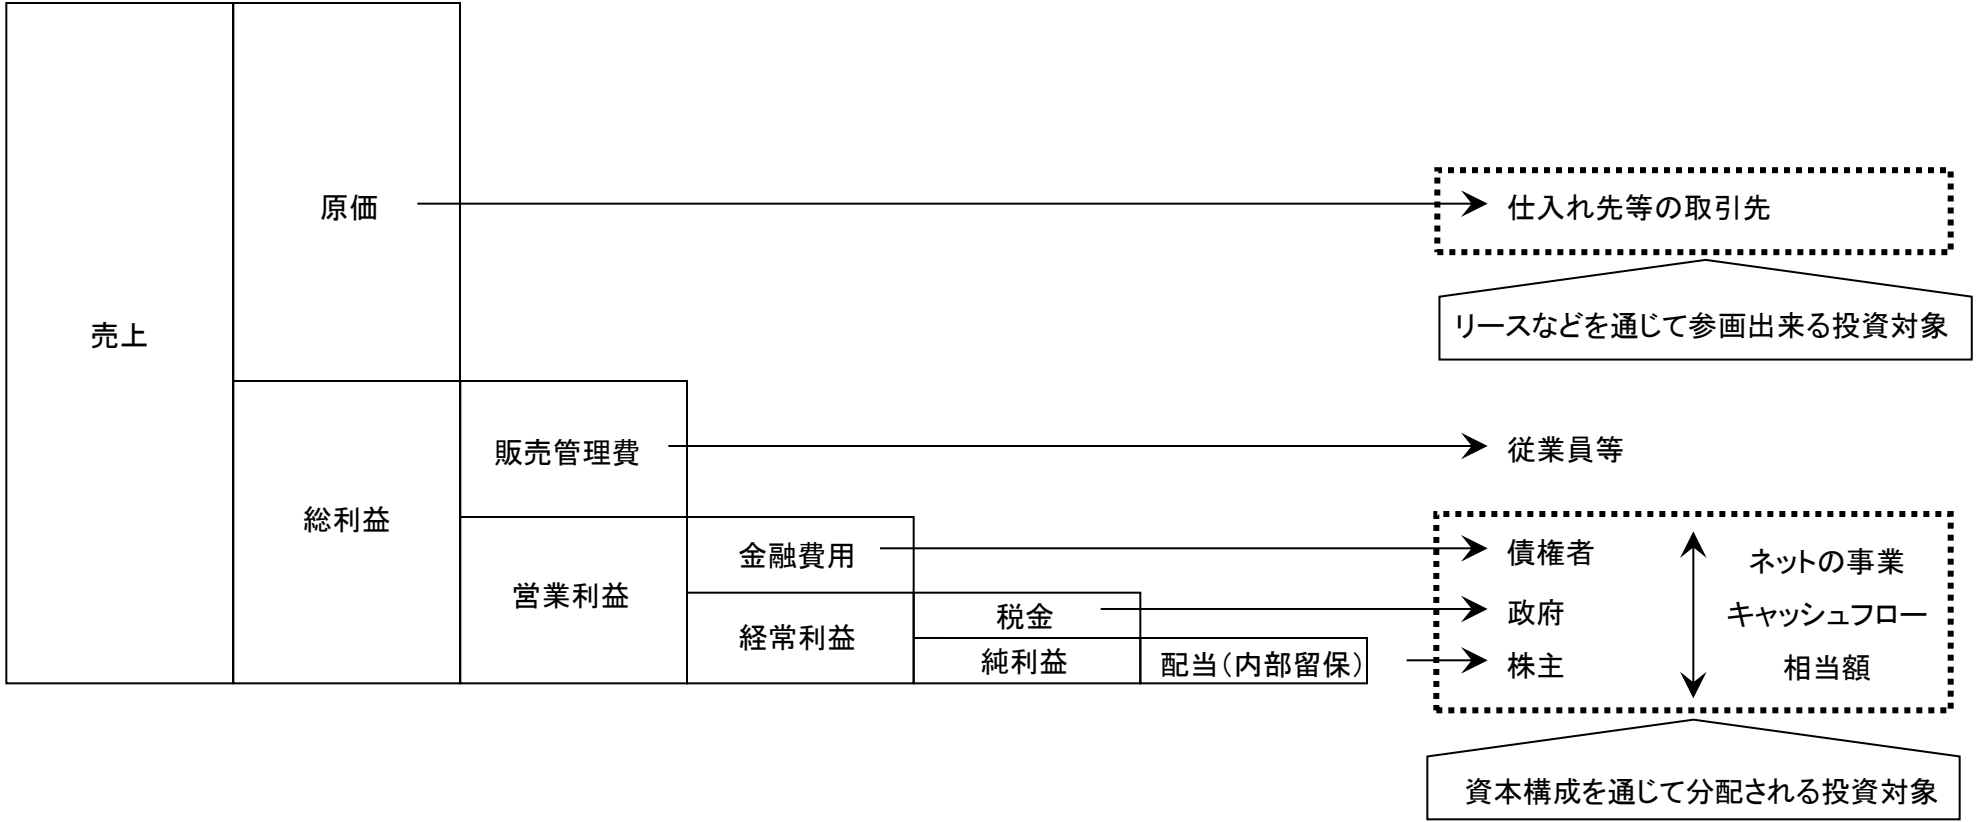 売上
原価
総利益
販売管理費
営業利益
金融費用
経常利益
税金
純利益
配当（内部留保）
仕入れ先等の取引先
リースなどを通じて参画出来る投資対象
従業員等
債権者
政府
株主
ネットの事業
キャッシュフロー
相当額
資本構成を通じて分配される投資対象